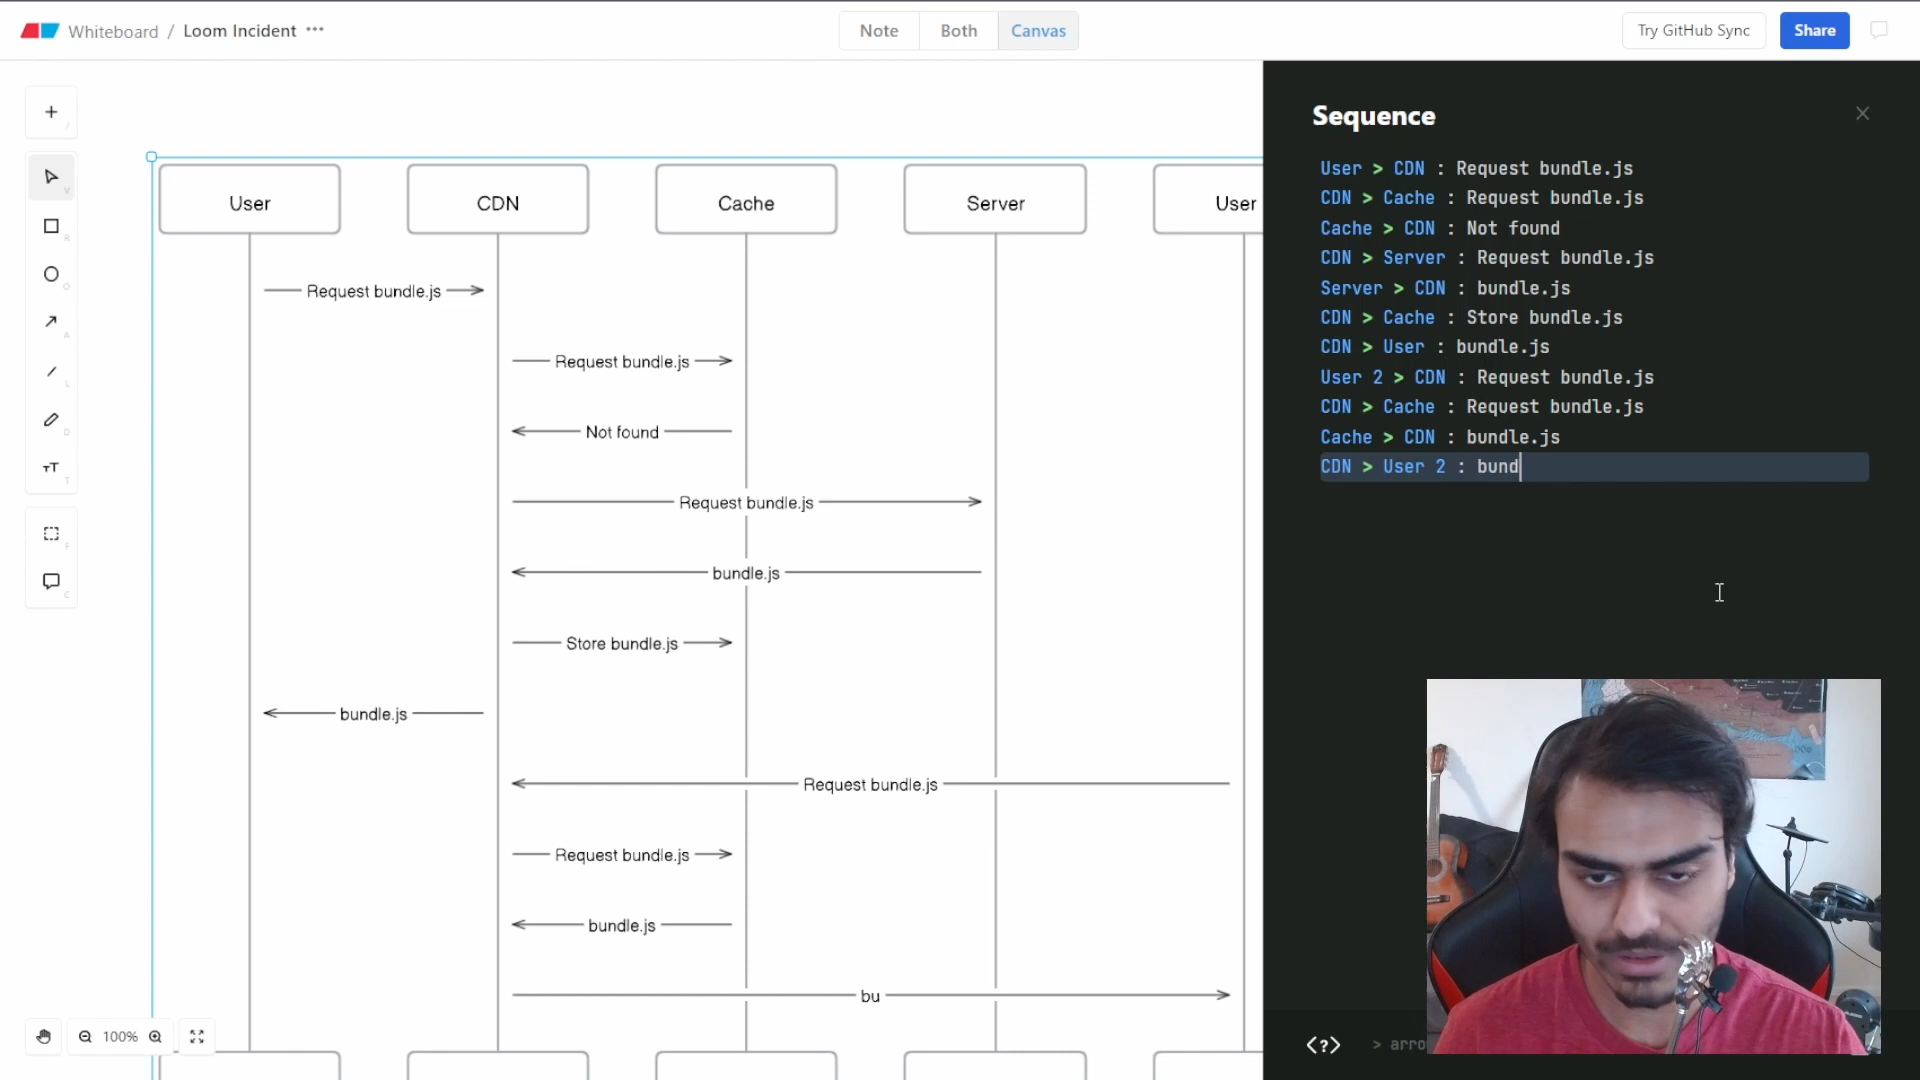 Whiteboard / Loom Incident ...
Note Both Canvas
Try GitHub Sync
Share
Sequence
User > CDN : Request bundle.js
CDN > Cache : Request bundle.js
Cache > CDN : Not found
CDN > Server : Request bundle.js
Server > CDN : bundle.js
CDN > Cache : Store bundle.js
CDN > User : bundle.js
User 2 > CDN : Request bundle.js
CDN > Cache : Request bundle.js
Cache > CDN : bundle.js
CDN > User 2 : bund
User CDN Cache Server User
Request bundle.js
Request bundle.js
Not found
Request bundle.js
bundle.js
Store bundle.js
bundle.js
Request bundle.js
Request bundle.js
bundle.js
bu
V
R
O
A
L
D
T
F
C
100%
<?> > arro